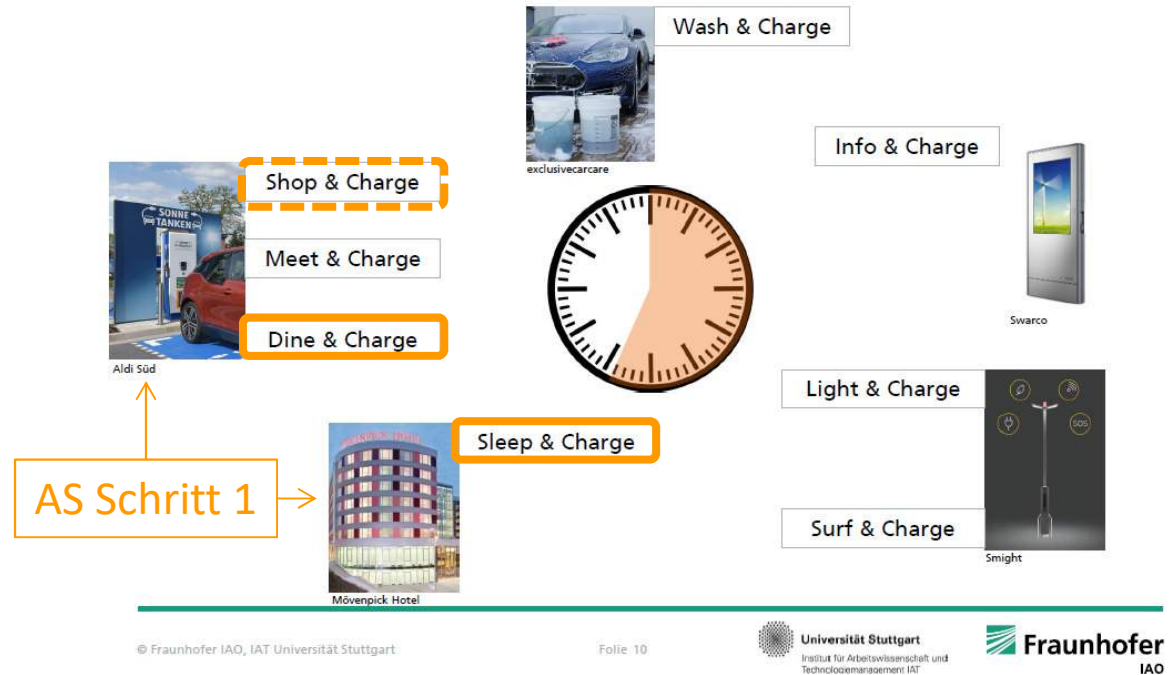 Wash & Charge
exclusivecarcare
Info & Charge
Swarco
Shop & Charge
Meet & Charge
Dine & Charge
SONNE
TANKEN
Aldi Süd
Light & Charge
SOS
Sleep & Charge
AS Schritt 1
Surf & Charge
Smight
Mövenpick Hotel
© Fraunhofer IAO, IAT Universität Stuttgart
Folie 10
Universität Stuttgart
Institut für Arbeitswissenschaft und
Technologiemanagement IAT
Fraunhofer
IAO